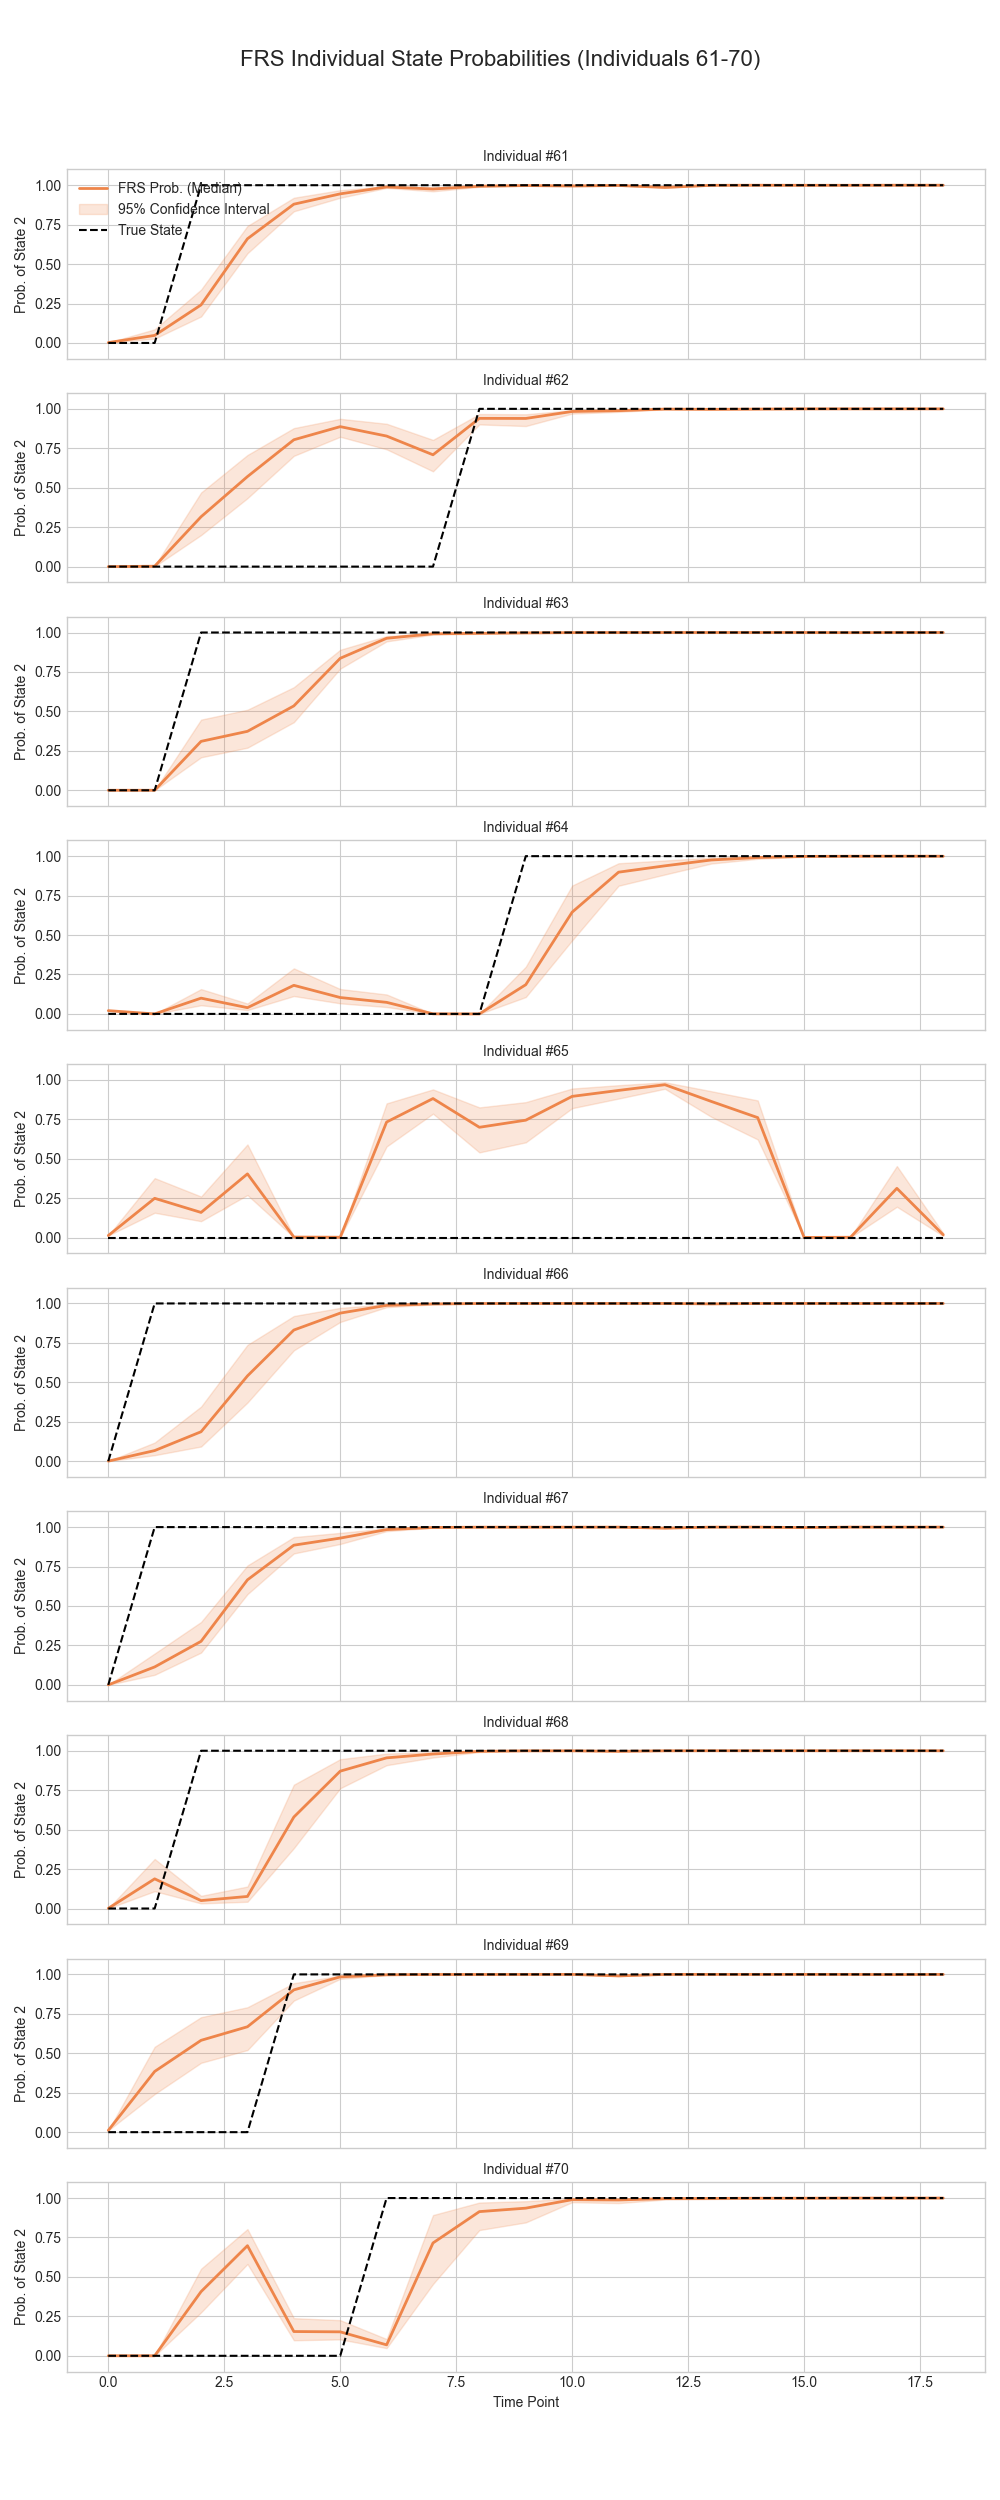 FRS Individual State Probabilities (Individuals 61-70)
Individual #61
FRS Prob. (Median)
95% Confidence Interval
True State
1.00
0.75
0.50
0.25
0.00
Prob. of State 2
Individual #62
1.00
0.75
0.50
0.25
0.00
Prob. of State 2
Individual #63
1.00
0.75
0.50
0.25
0.00
Prob. of State 2
Individual #64
1.00
0.75
0.50
0.25
0.00
Prob. of State 2
Individual #65
1.00
0.75
0.50
0.25
0.00
Prob. of State 2
Individual #66
1.00
0.75
0.50
0.25
0.00
Prob. of State 2
Individual #67
1.00
0.75
0.50
0.25
0.00
Prob. of State 2
Individual #68
1.00
0.75
0.50
0.25
0.00
Prob. of State 2
Individual #69
1.00
0.75
0.50
0.25
0.00
Prob. of State 2
Individual #70
1.00
0.75
0.50
0.25
0.00
Prob. of State 2
0.0 2.5 5.0 7.5 10.0 12.5 15.0 17.5
Time Point